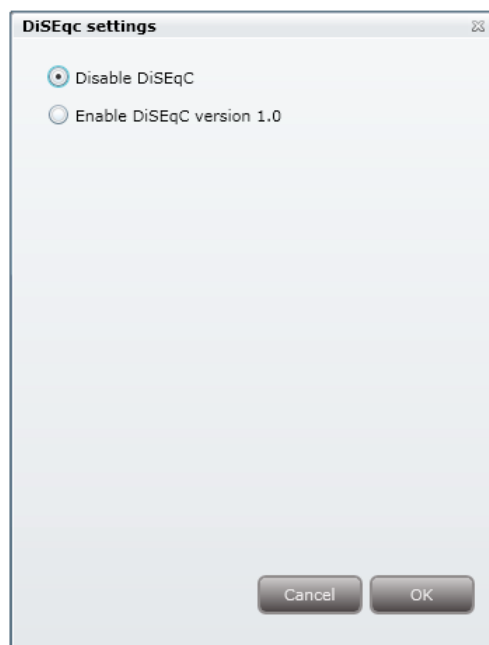 DiSEqc settings
Disable DiSEqC
Enable DiSEqC version 1.0
Cancel OK